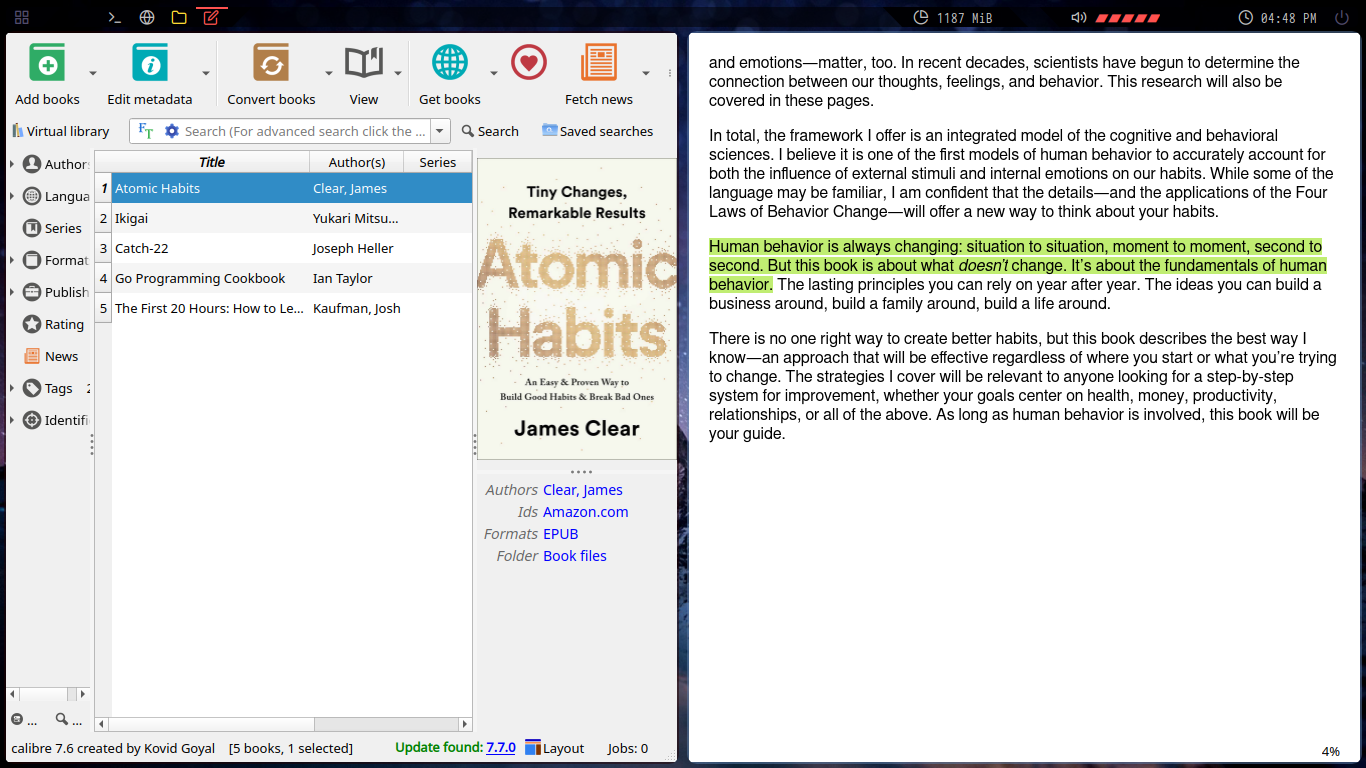 1187 MiB
04:48 PM
Add books
Edit metadata
Convert books
View
Get books
Fetch news
Virtual library
FT
Search (For advanced search click the ...
Search
Saved searches
Authors
Langua
Series
Format
Publish
Rating
News
Tags 2
Identifi
...
...
Title Author(s) Series
1 Atomic Habits Clear, James
2 Ikigai Yukari Mitsu...
3 Catch-22 Joseph Heller
4 Go Programming Cookbook Ian Taylor
5 The First 20 Hours: How to Le... Kaufman, Josh
Tiny Changes,
Remarkable Results
Atomic
Habits
An Easy & Proven Way to
Build Good Habits & Break Bad Ones
James Clear
Authors Clear, James
Ids Amazon.com
Formats EPUB
Folder Book files
calibre 7.6 created by Kovid Goyal [5 books, 1 selected] Update found: 7.7.0 Layout Jobs: 0
and emotions—matter, too. In recent decades, scientists have begun to determine the
connection between our thoughts, feelings, and behavior. This research will also be
covered in these pages.
In total, the framework I offer is an integrated model of the cognitive and behavioral
sciences. I believe it is one of the first models of human behavior to accurately account for
both the influence of external stimuli and internal emotions on our habits. While some of the
language may be familiar, I am confident that the details—and the applications of the Four
Laws of Behavior Change—will offer a new way to think about your habits.
Human behavior is always changing: situation to situation, moment to moment, second to
second. But this book is about what doesn’t change. It’s about the fundamentals of human
behavior. The lasting principles you can rely on year after year. The ideas you can build a
business around, build a family around, build a life around.
There is no one right way to create better habits, but this book describes the best way I
know—an approach that will be effective regardless of where you start or what you’re trying
to change. The strategies I cover will be relevant to anyone looking for a step-by-step
system for improvement, whether your goals center on health, money, productivity,
relationships, or all of the above. As long as human behavior is involved, this book will be
your guide.
4%